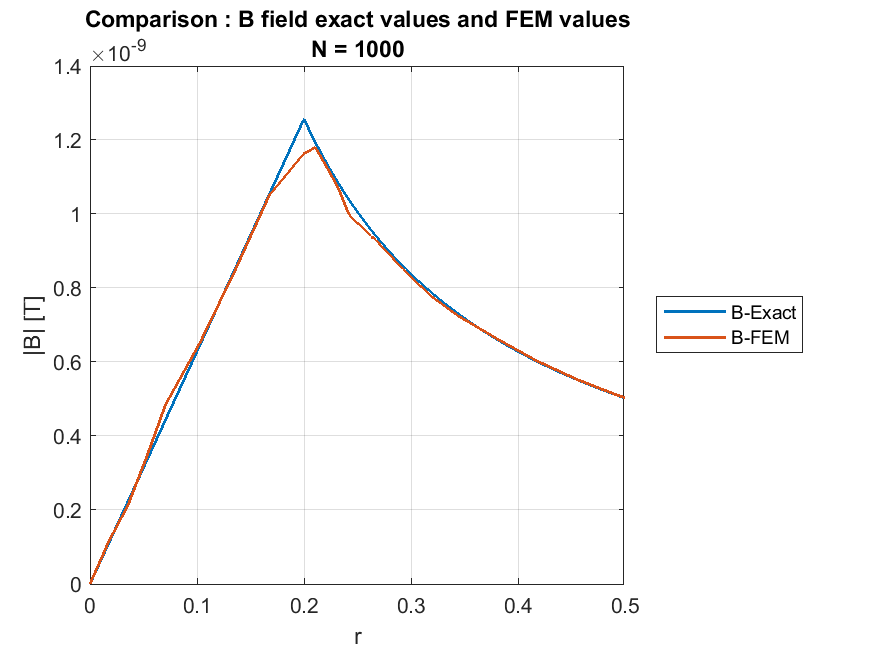 Comparison : B field exact values and FEM values
N = 1000
×10⁻⁹
1.4
1.2
1
0.8
0.6
0.4
0.2
0
|B| [T]
0 0.1 0.2 0.3 0.4 0.5
r
B-Exact
B-FEM